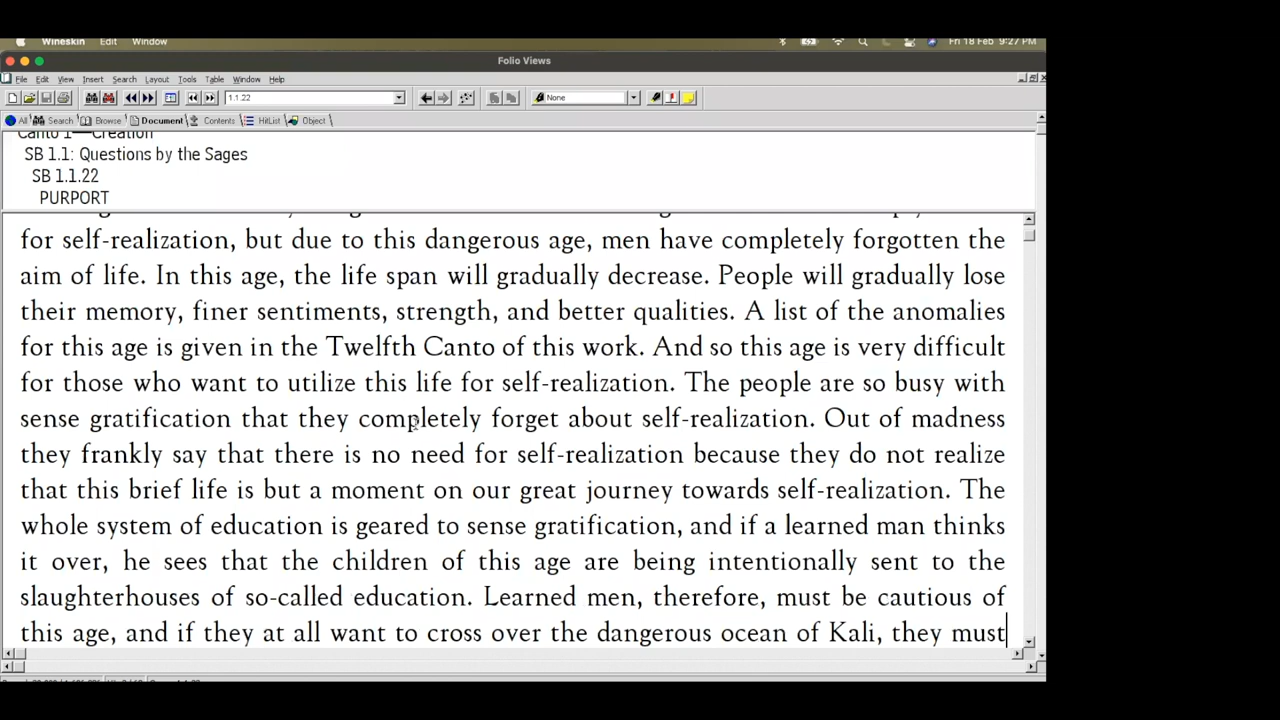 Wineskin Edit Window Fri 18 Feb 9:27 PM
Folio Views
File Edit View Insert Search Layout Tools Table Window Help
1.1.22 None
All Search Browse Document Contents HitList Object
Canto 1—Creation
SB 1.1: Questions by the Sages
SB 1.1.22
PURPORT
for self-realization, but due to this dangerous age, men have completely forgotten the
aim of life. In this age, the life span will gradually decrease. People will gradually lose
their memory, finer sentiments, strength, and better qualities. A list of the anomalies
for this age is given in the Twelfth Canto of this work. And so this age is very difficult
for those who want to utilize this life for self-realization. The people are so busy with
sense gratification that they completely forget about self-realization. Out of madness
they frankly say that there is no need for self-realization because they do not realize
that this brief life is but a moment on our great journey towards self-realization. The
whole system of education is geared to sense gratification, and if a learned man thinks
it over, he sees that the children of this age are being intentionally sent to the
slaughterhouses of so-called education. Learned men, therefore, must be cautious of
this age, and if they at all want to cross over the dangerous ocean of Kali, they must